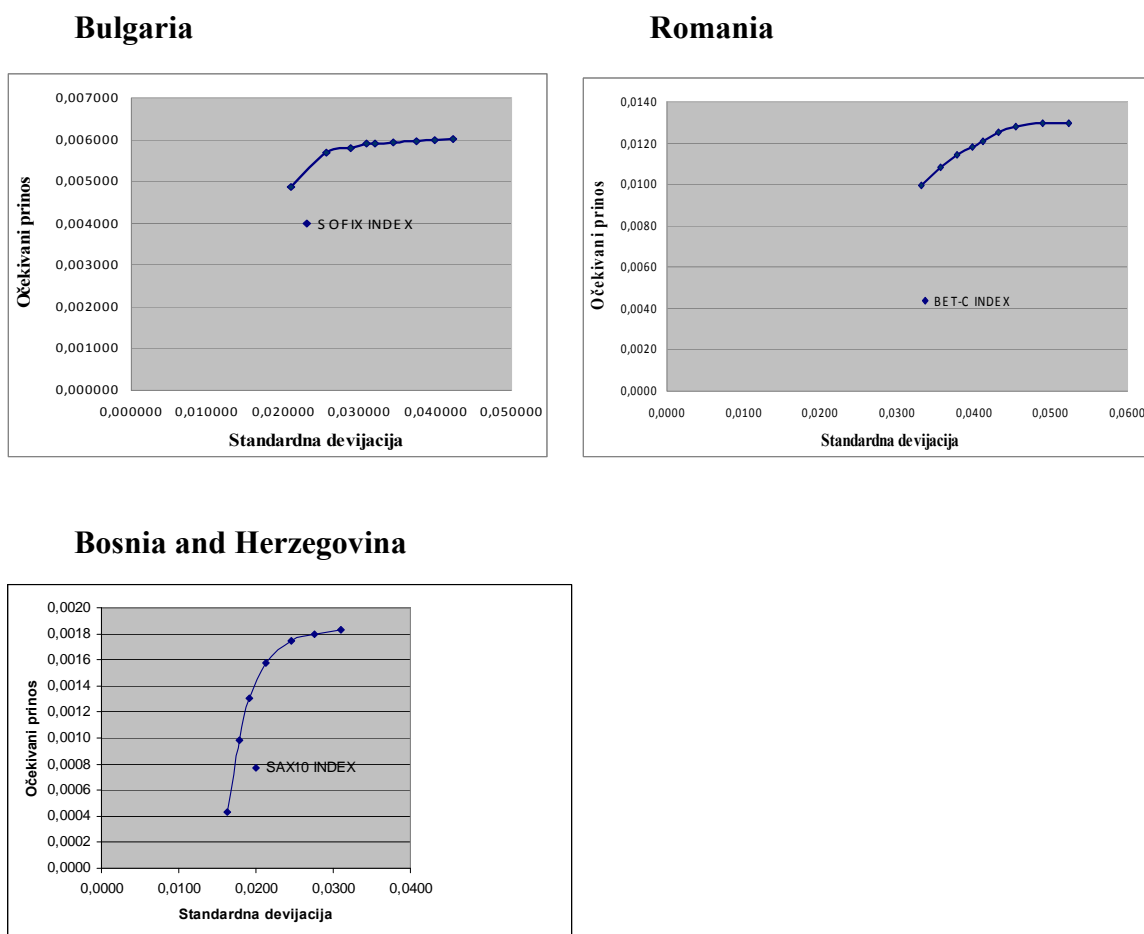 Bulgaria
Romania
0,007000
0,006000
0,005000
0,004000
0,003000
0,002000
0,001000
0,000000
Očekivani prinos
SOFIX INDEX
0,000000 0,010000 0,020000 0,030000 0,040000 0,050000
Standardna devijacija
0,0140
0,0120
0,0100
0,0080
0,0060
0,0040
0,0020
0,0000
Očekivani prinos
BET-C INDEX
0,0000 0,0100 0,0200 0,0300 0,0400 0,0500 0,0600
Standardna devijacija
Bosnia and Herzegovina
0,0020
0,0018
0,0016
0,0014
0,0012
0,0010
0,0008
0,0006
0,0004
0,0002
0,0000
Očekivani prinos
SAX10 INDEX
0,0000 0,0100 0,0200 0,0300 0,0400
Standardna devijacija